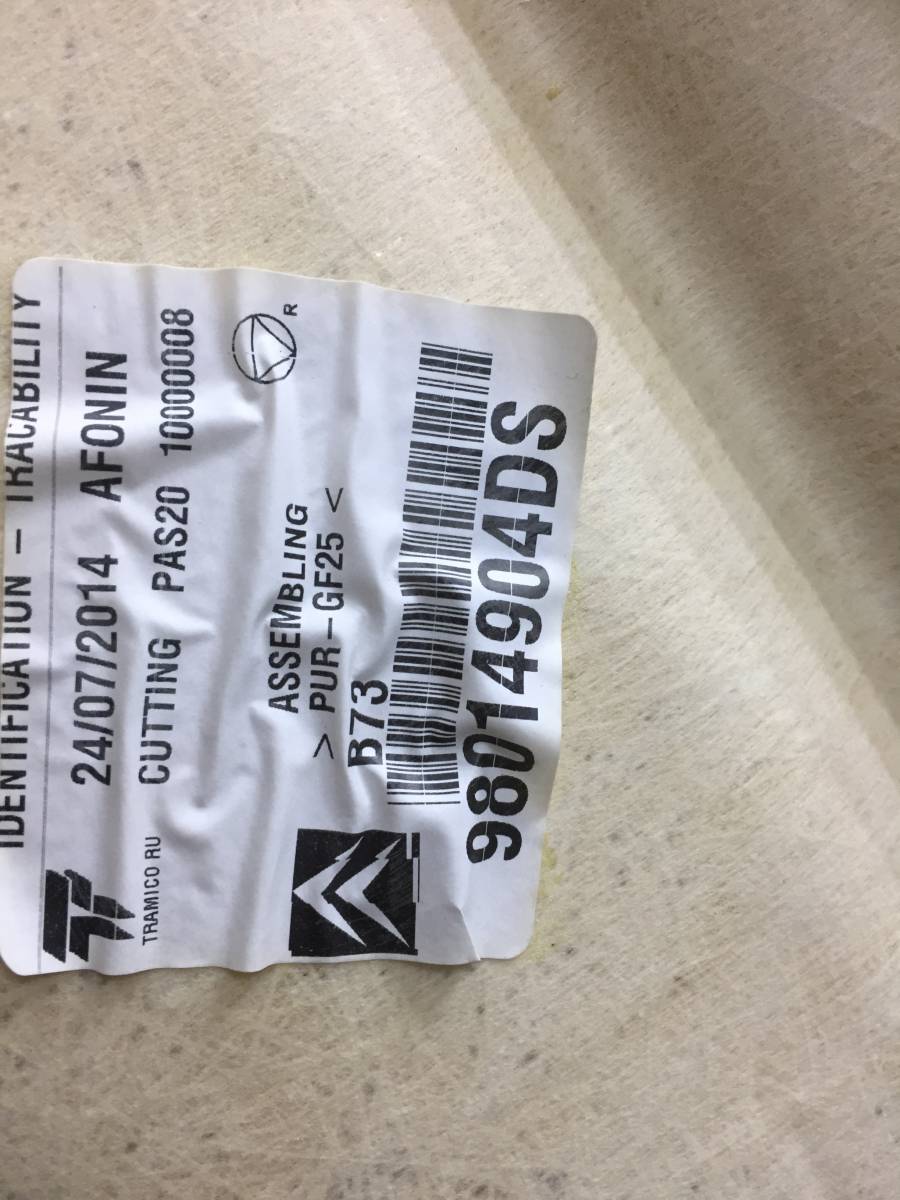 IDENTIFICATION – TRACABILITY
24/07/2014 AFONIN
CUTTING PAS20 10000008
TRAMICO RU
R
ASSEMBLING
> PUR–GF25 <
B73
98014904DS